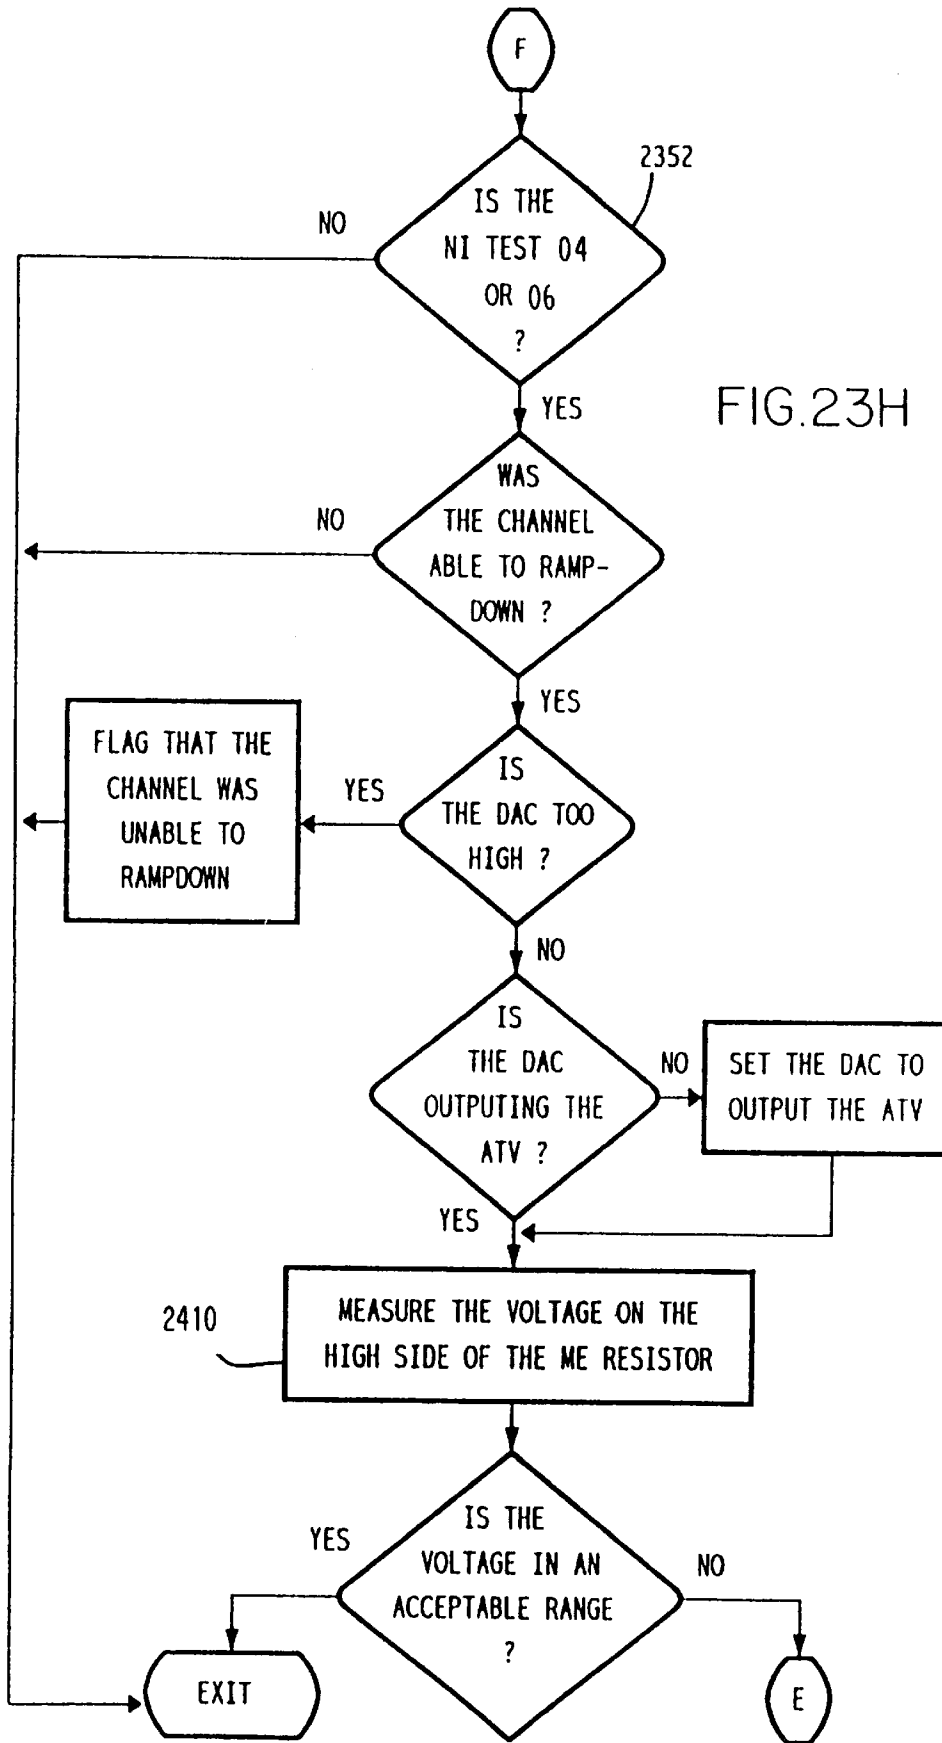 F
2352
IS THE
NI TEST 04
OR 06
?
NO
YES
FIG.23H
WAS
THE CHANNEL
ABLE TO RAMP-
DOWN ?
NO
YES
IS
THE DAC TOO
HIGH ?
YES
FLAG THAT THE
CHANNEL WAS
UNABLE TO
RAMPDOWN
NO
IS
THE DAC
OUTPUTING THE
ATV ?
NO
SET THE DAC TO
OUTPUT THE ATV
YES
2410
MEASURE THE VOLTAGE ON THE
HIGH SIDE OF THE ME RESISTOR
IS THE
VOLTAGE IN AN
ACCEPTABLE RANGE
?
YES
NO
EXIT
E